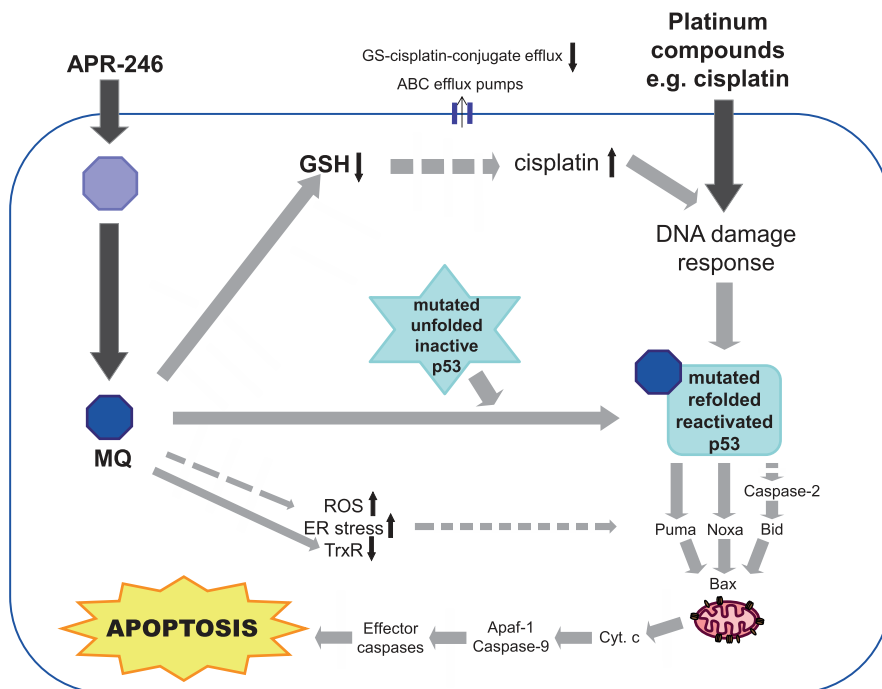 APR-246
GS-cisplatin-conjugate efflux
ABC efflux pumps
Platinum
compounds
e.g. cisplatin
GSH
cisplatin
DNA damage
response
mutated
unfolded
inactive
p53
mutated
refolded
reactivated
p53
MQ
ROS
ER stress
TrxR
Caspase-2
Puma
Noxa
Bid
Bax
APOPTOSIS
Effector
caspases
Apaf-1
Caspase-9
Cyt. c